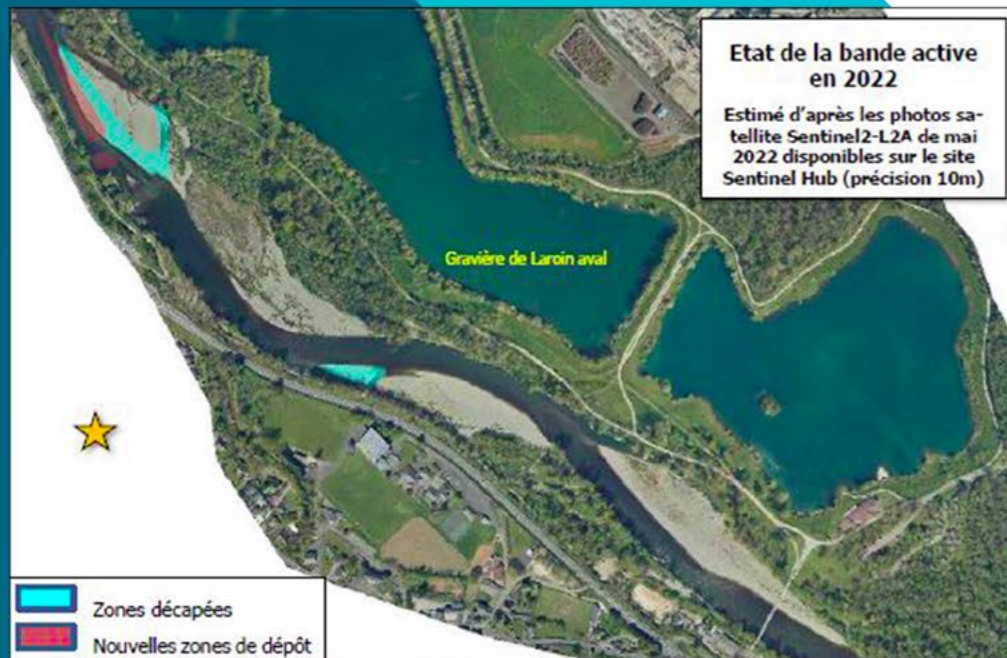 Etat de la bande active
en 2022
Estimé d'après les photos sa-
tellite Sentinel2-L2A de mai
2022 disponibles sur le site
Sentinel Hub (précision 10m)
Gravière de Laroin aval
Zones décapées
Nouvelles zones de dépôt